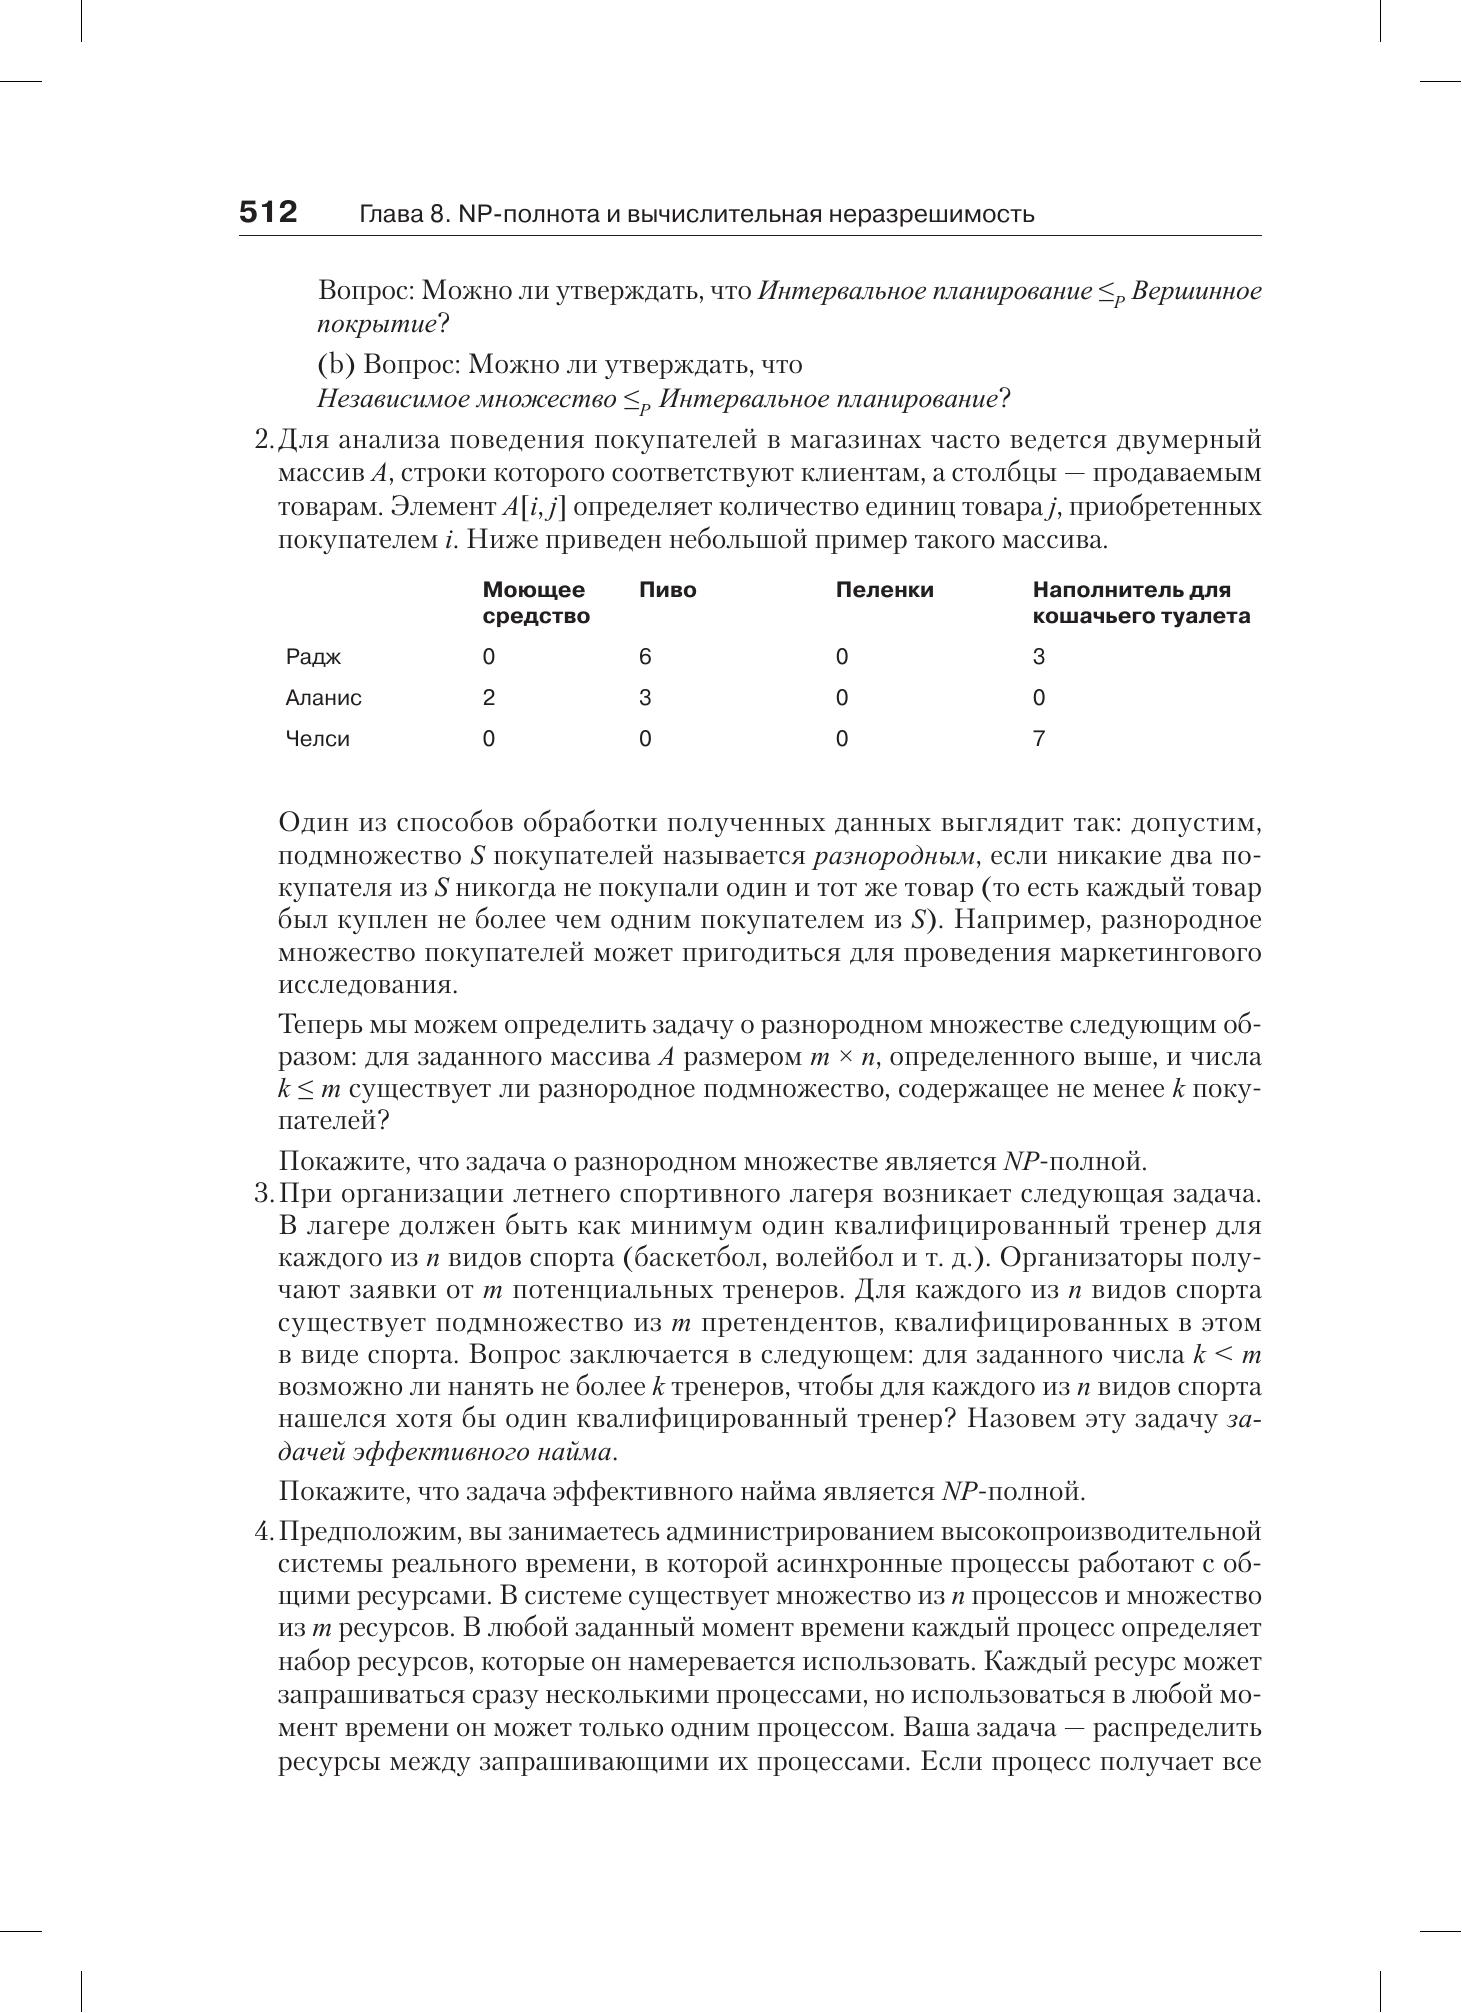 512 Глава 8. NP-полнота и вычислительная неразрешимость
Вопрос: Можно ли утверждать, что Интервальное планирование ≤P Вершинное
покрытие?
(b) Вопрос: Можно ли утверждать, что
Независимое множество ≤P Интервальное планирование?
2. Для анализа поведения покупателей в магазинах часто ведется двумерный
массив A, строки которого соответствуют клиентам, а столбцы — продаваемым
товарам. Элемент A[i, j] определяет количество единиц товара j, приобретенных
покупателем i. Ниже приведен небольшой пример такого массива.
Моющее Пиво Пеленки Наполнитель для
средство кошачьего туалета
Радж 0 6 0 3
Аланис 2 3 0 0
Челси 0 0 0 7
Один из способов обработки полученных данных выглядит так: допустим,
подмножество S покупателей называется разнородным, если никакие два по-
купателя из S никогда не покупали один и тот же товар (то есть каждый товар
был куплен не более чем одним покупателем из S). Например, разнородное
множество покупателей может пригодиться для проведения маркетингового
исследования.
Теперь мы можем определить задачу о разнородном множестве следующим об-
разом: для заданного массива A размером m × n, определенного выше, и числа
k ≤ m существует ли разнородное подмножество, содержащее не менее k поку-
пателей?
Покажите, что задача о разнородном множестве является NP-полной.
3. При организации летнего спортивного лагеря возникает следующая задача.
В лагере должен быть как минимум один квалифицированный тренер для
каждого из n видов спорта (баскетбол, волейбол и т. д.). Организаторы полу-
чают заявки от m потенциальных тренеров. Для каждого из n видов спорта
существует подмножество из m претендентов, квалифицированных в этом
в виде спорта. Вопрос заключается в следующем: для заданного числа k < m
возможно ли нанять не более k тренеров, чтобы для каждого из n видов спорта
нашелся хотя бы один квалифицированный тренер? Назовем эту задачу за-
дачей эффективного найма.
Покажите, что задача эффективного найма является NP-полной.
4. Предположим, вы занимаетесь администрированием высокопроизводительной
системы реального времени, в которой асинхронные процессы работают с об-
щими ресурсами. В системе существует множество из n процессов и множество
из m ресурсов. В любой заданный момент времени каждый процесс определяет
набор ресурсов, которые он намеревается использовать. Каждый ресурс может
запрашиваться сразу несколькими процессами, но использоваться в любой мо-
мент времени он может только одним процессом. Ваша задача — распределить
ресурсы между запрашивающими их процессами. Если процесс получает все